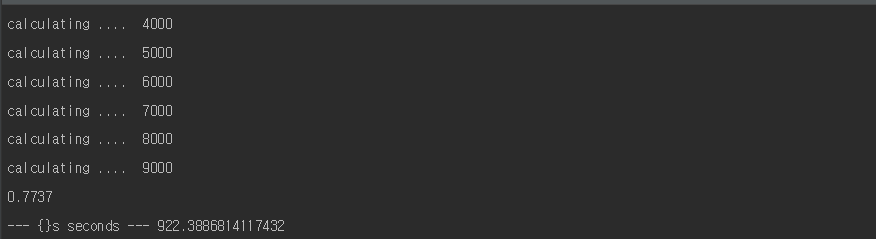 calculating ....  4000
calculating ....  5000
calculating ....  6000
calculating ....  7000
calculating ....  8000
calculating ....  9000
0.7737
--- {}s seconds --- 922.3886814117432